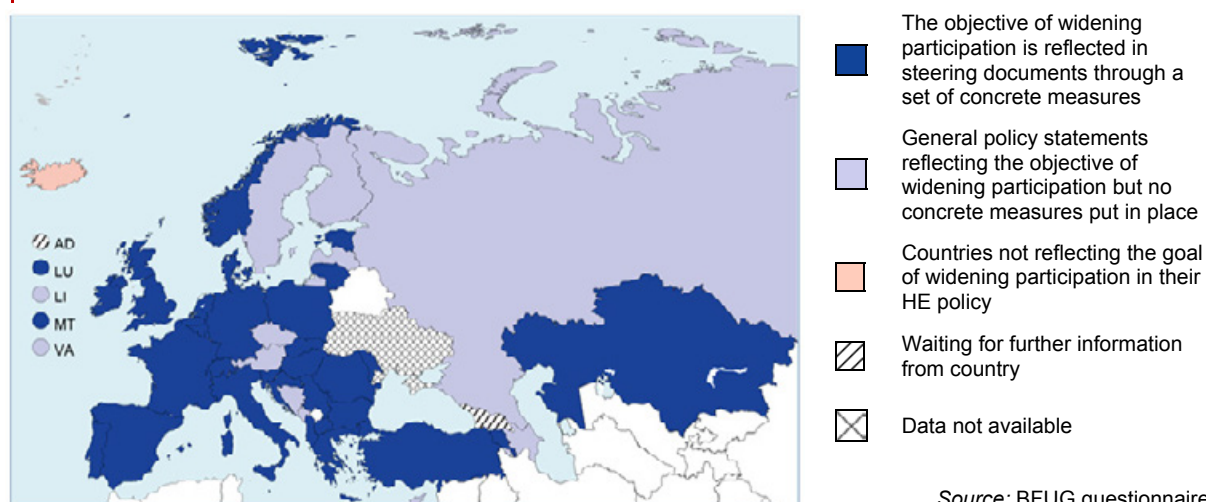 AD
LU
LI
MT
VA
The objective of widening
participation is reflected in
steering documents through a
set of concrete measures
General policy statements
reflecting the objective of
widening participation but no
concrete measures put in place
Countries not reflecting the goal
of widening participation in their
HE policy
Waiting for further information
from country
Data not available
Source: BFUG questionnaire